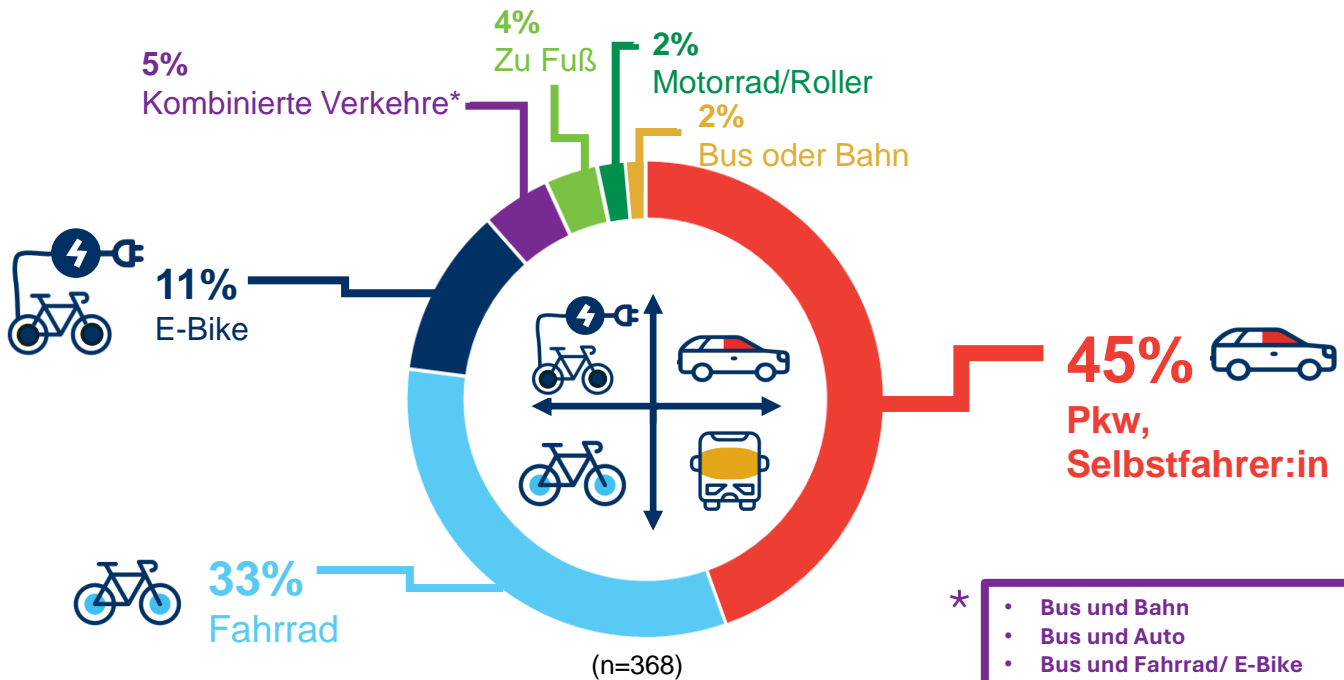 4%
Zu Fuß
2%
Motorrad/Roller
5%
Kombinierte Verkehre*
2%
Bus oder Bahn
11%
E-Bike
45%
Pkw,
Selbstfahrer:in
33%
Fahrrad
(n=368)
*
• Bus und Bahn
• Bus und Auto
• Bus und Fahrrad/ E-Bike